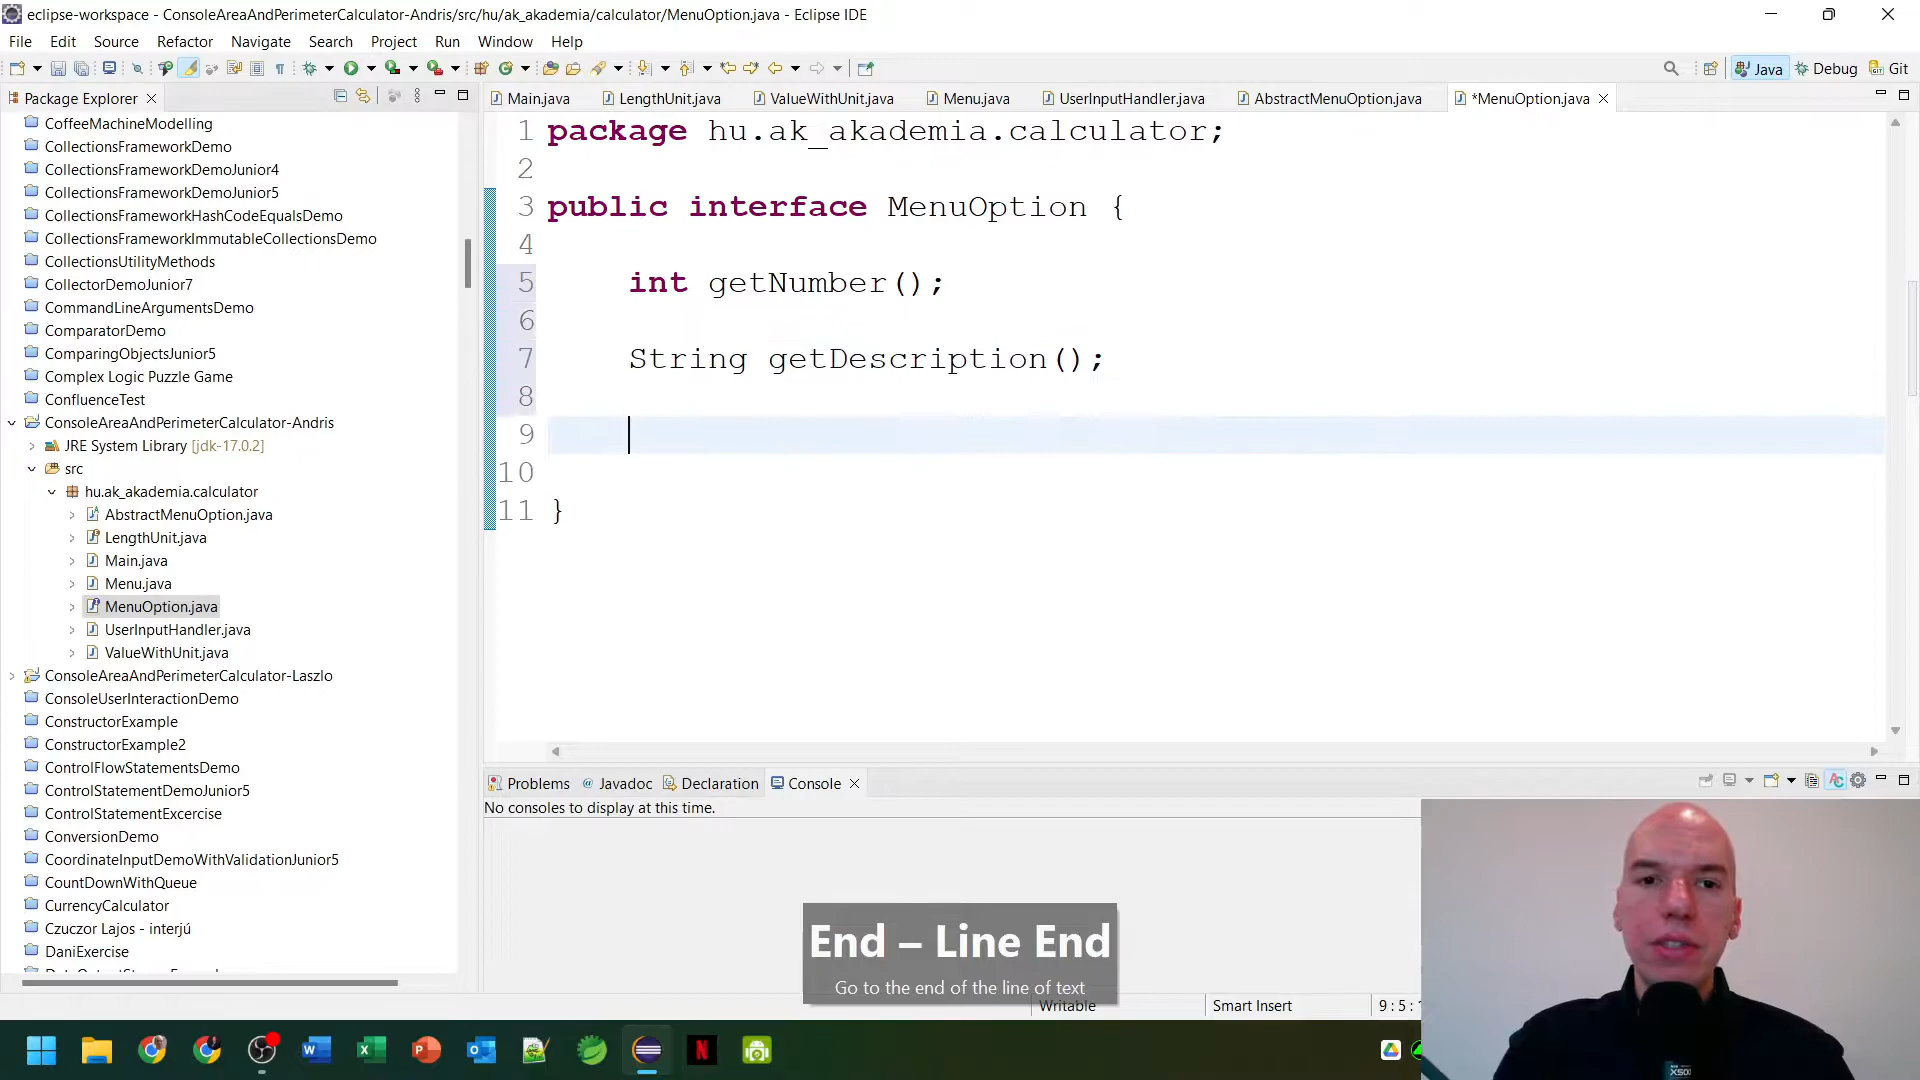 eclipse-workspace - ConsoleAreaAndPerimeterCalculator-Andris/src/hu/ak_akademia/calculator/MenuOption.java - Eclipse IDE
File Edit Source Refactor Navigate Search Project Run Window Help
Java Debug Git
Package Explorer
Main.java LengthUnit.java ValueWithUnit.java Menu.java UserInputHandler.java AbstractMenuOption.java *MenuOption.java
CoffeeMachineModelling
CollectionsFrameworkDemo
CollectionsFrameworkDemoJunior4
CollectionsFrameworkDemoJunior5
CollectionsFrameworkHashCodeEqualsDemo
CollectionsFrameworkImmutableCollectionsDemo
CollectionsUtilityMethods
CollectorDemoJunior7
CommandLineArgumentsDemo
ComparatorDemo
ComparingObjectsJunior5
Complex Logic Puzzle Game
ConfluenceTest
ConsoleAreaAndPerimeterCalculator-Andris
JRE System Library [jdk-17.0.2]
src
hu.ak_akademia.calculator
AbstractMenuOption.java
LengthUnit.java
Main.java
Menu.java
MenuOption.java
UserInputHandler.java
ValueWithUnit.java
ConsoleAreaAndPerimeterCalculator-Laszlo
ConsoleUserInteractionDemo
ConstructorExample
ConstructorExample2
ControlFlowStatementsDemo
ControlStatementDemoJunior5
ControlStatementExcercise
ConversionDemo
CoordinateInputDemoWithValidationJunior5
CountDownWithQueue
CurrencyCalculator
Czuczor Lajos - interjú
DaniExercise
1 package hu.ak_akademia.calculator;
2
3 public interface MenuOption {
4
5 int getNumber();
6
7 String getDescription();
8
9
10
11 }
Problems @ Javadoc Declaration Console
No consoles to display at this time.
End – Line End
Go to the end of the line of text
Writable Smart Insert 9 : 5 :